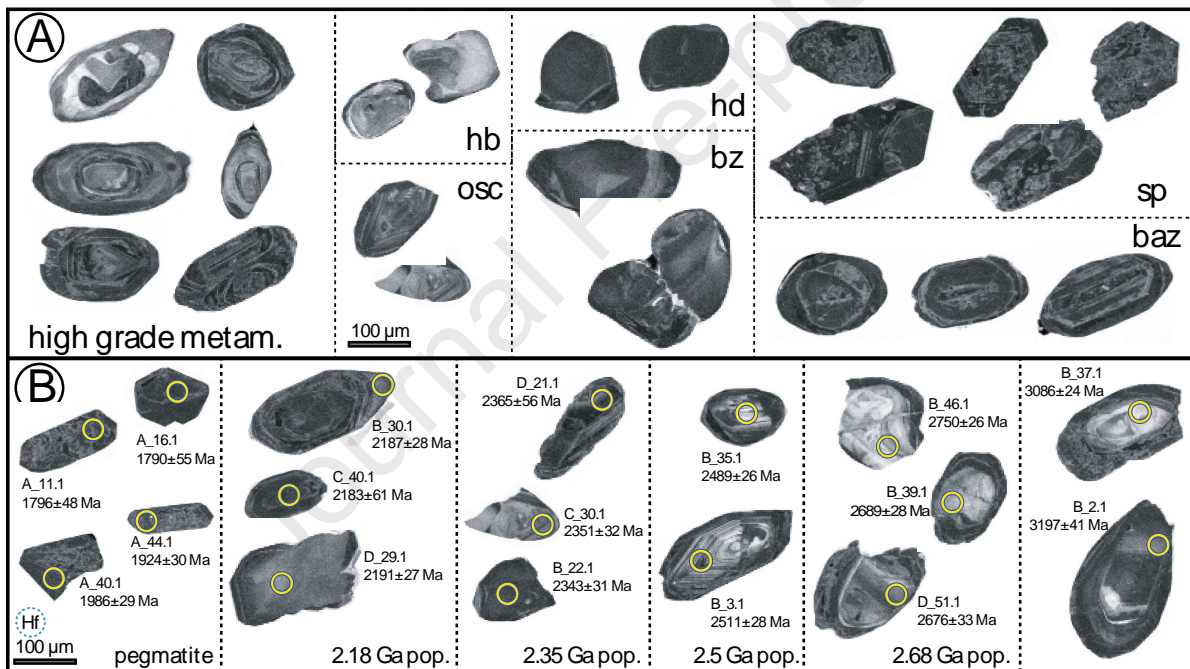 A
high grade metam.
hb
osc
100 µm
hd
bz
sp
baz
Journal Pre-proof
B
A_16.1
1790±55 Ma
A_11.1
1796±48 Ma
A_44.1
1924±30 Ma
A_40.1
1986±29 Ma
Hf
100 µm
pegmatite
B_30.1
2187±28 Ma
C_40.1
2183±61 Ma
D_29.1
2191±27 Ma
2.18 Ga pop.
D_21.1
2365±56 Ma
C_30.1
2351±32 Ma
B_22.1
2343±31 Ma
2.35 Ga pop.
B_35.1
2489±26 Ma
B_3.1
2511±28 Ma
2.5 Ga pop.
B_46.1
2750±26 Ma
B_39.1
2689±28 Ma
D_51.1
2676±33 Ma
2.68 Ga pop.
B_37.1
3086±24 Ma
B_2.1
3197±41 Ma